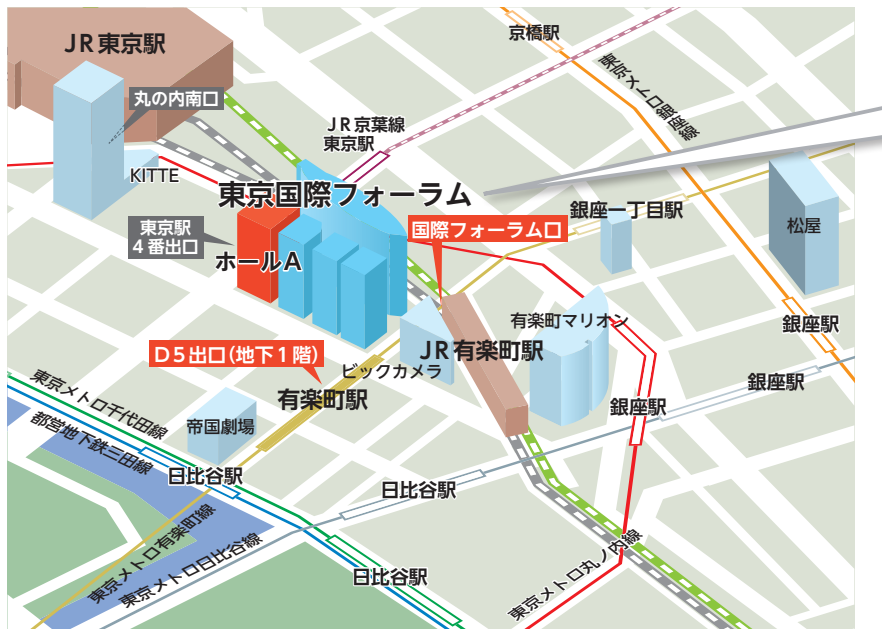 JR東京駅
京橋駅
東京メトロ銀座線
丸の内南口
JR京葉線
東京駅
KITTE
東京国際フォーラム
銀座一丁目駅
松屋
東京駅
4番出口
国際フォーラム口
ホールA
有楽町マリオン
銀座駅
JR有楽町駅
D5出口(地下1階)
ビックカメラ
銀座駅
有楽町駅
銀座駅
東京メトロ千代田線
帝国劇場
都営地下鉄三田線
日比谷駅
日比谷駅
東京メトロ有楽町線
東京メトロ日比谷線
日比谷駅
東京メトロ丸ノ内線